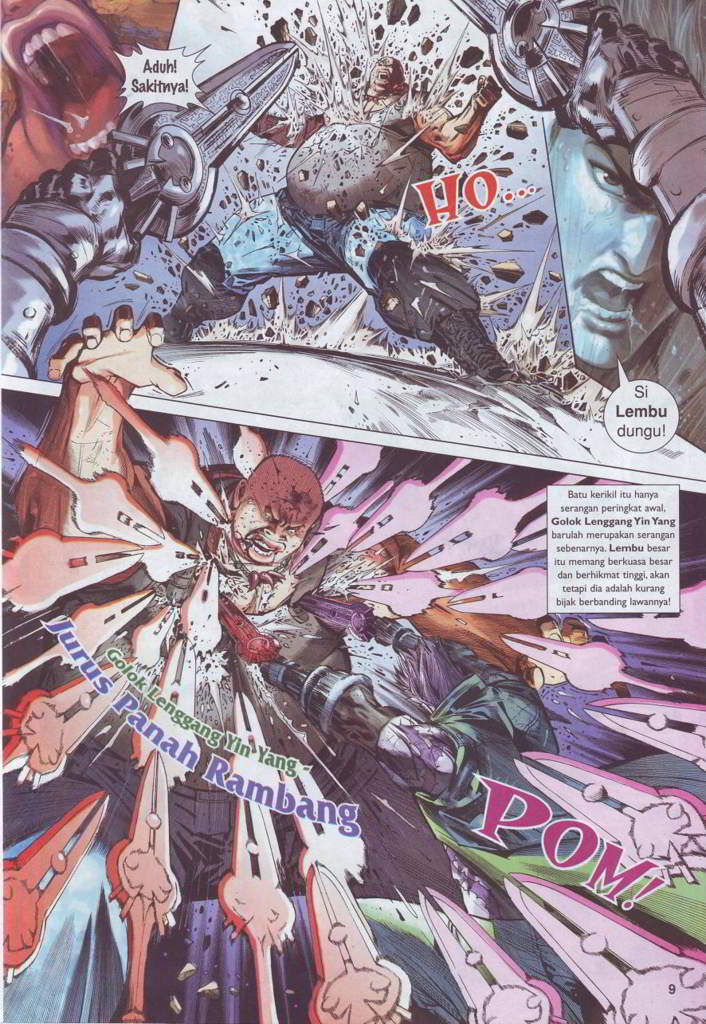 Aduh!
Sakitnya!
HO...
Si
Lembu
dungu!
Batu kerikil itu hanya
serangan peringkat awal,
Golok Lenggang Yin Yang
barulah merupakan serangan
sebenarnya. Lembu besar
itu memang berkuasa besar
dan berhikmat tinggi, akan
tetapi dia adalah kurang
bijak berbanding lawannya!
Golok Lenggang Yin Yang -
Jurus Panah Rambang
POM!
9